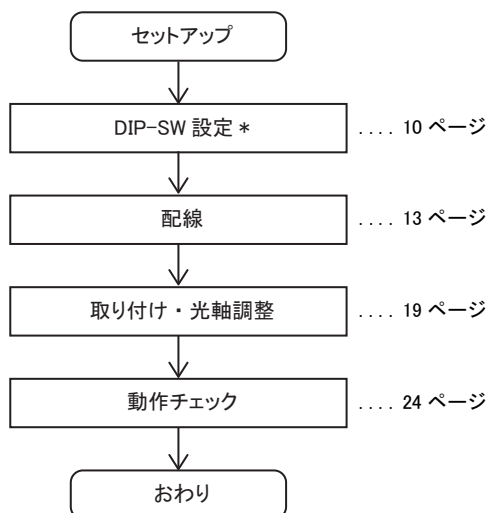 セットアップ
DIP-SW 設定 * .... 10 ページ
配線 .... 13 ページ
取り付け・光軸調整 .... 19 ページ
動作チェック .... 24 ページ
おわり